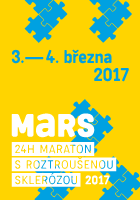 3.—4. března
2017
MaRS
24H MARATON
S ROZTROUŠENOU
SKLERÓZOU 2017